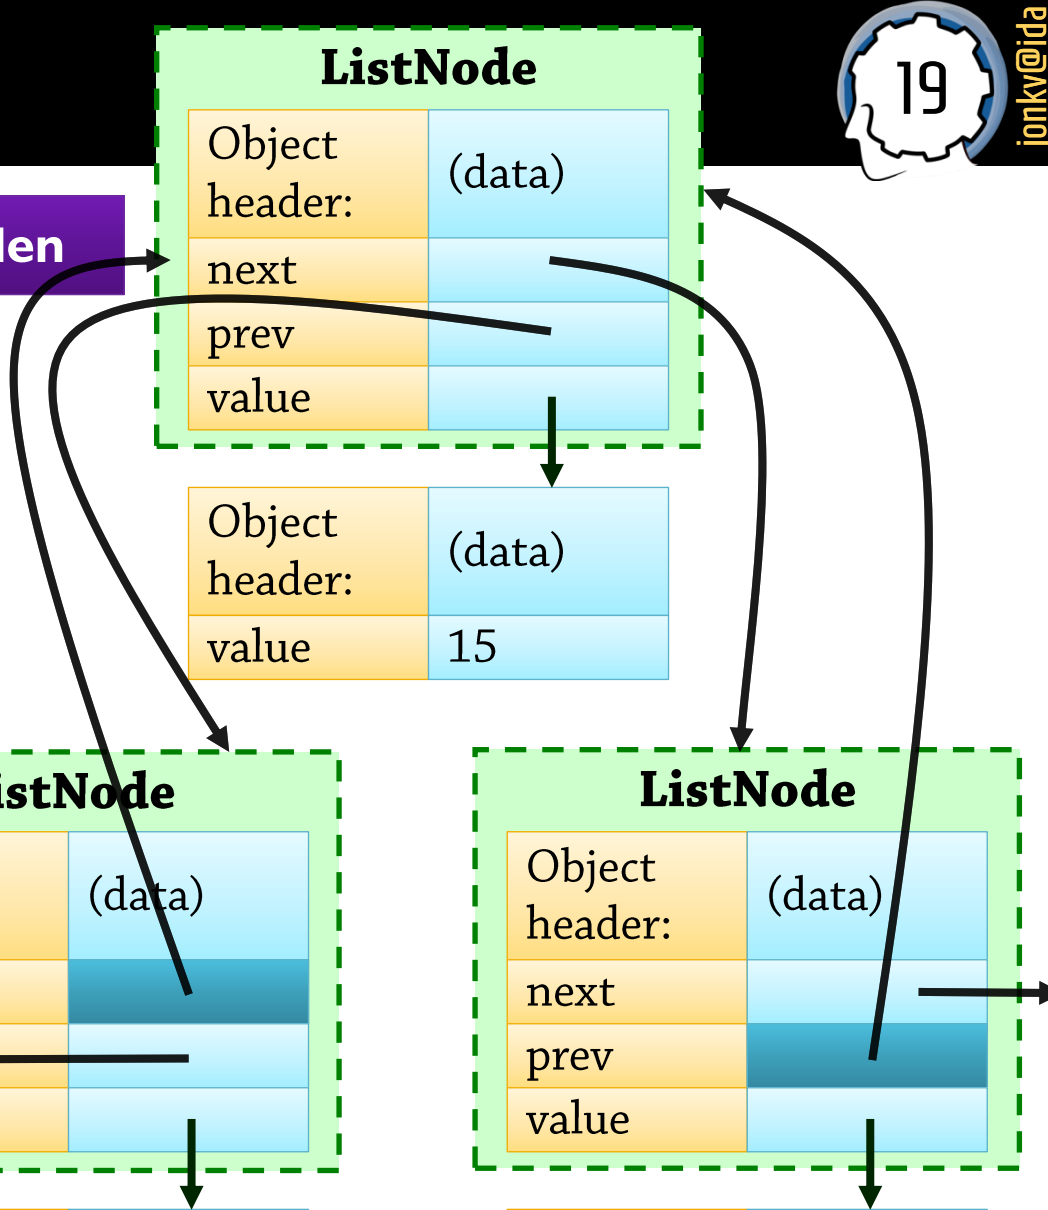 ListNode
19
jonkv@ida
Object header:
(data)
len
next
prev
value
Object header:
(data)
value
15
istNode
ListNode
(data)
Object header:
(data)
next
prev
value